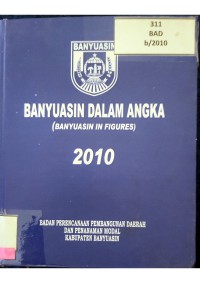 311
BAD
b/2010
BANYUASIN
BANYUASIN DALAM ANGKA
(BANYUASIN IN FIGURES)
2010
BADAN PERENCANAAN PEMBANGUNAN DAERAH
DAN PENANAMAN MODAL
KABUPATEN BANYUASIN